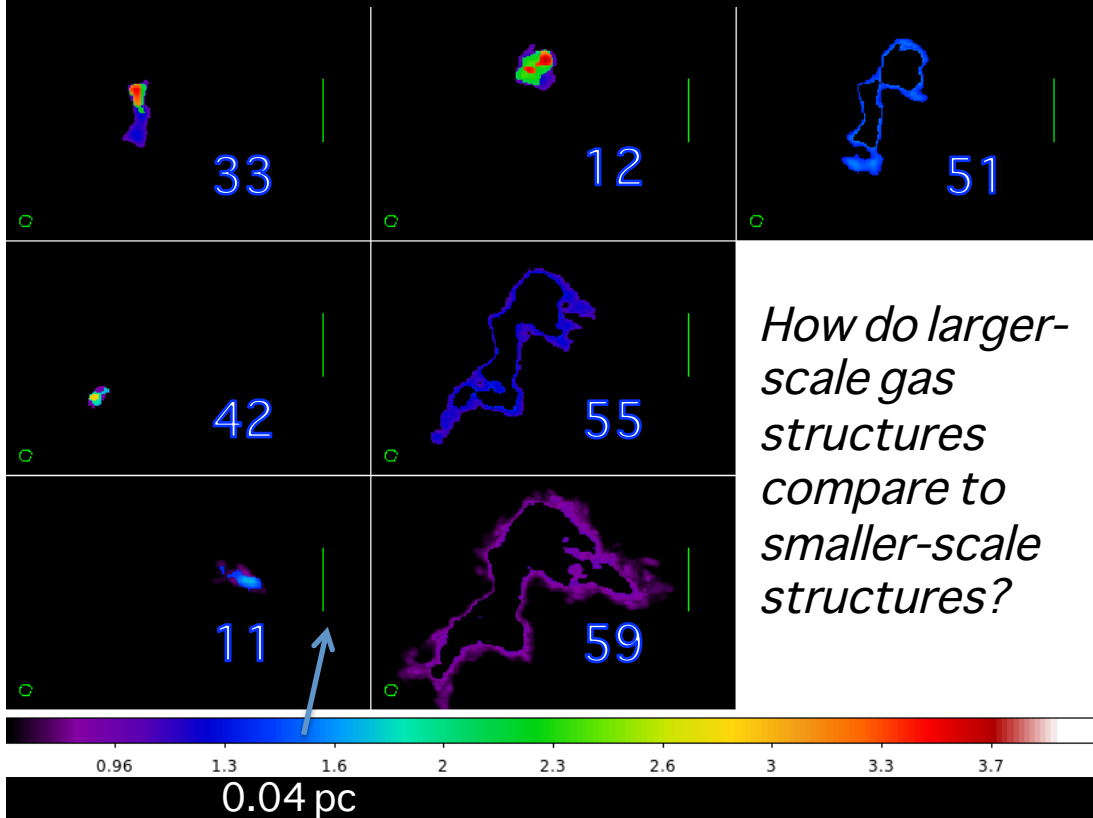 33
12
51
42
55
How do larger-
scale gas
structures
compare to
smaller-scale
structures?
11
59
0.96 1.3 1.6 2 2.3 2.6 3 3.3 3.7
0.04 pc